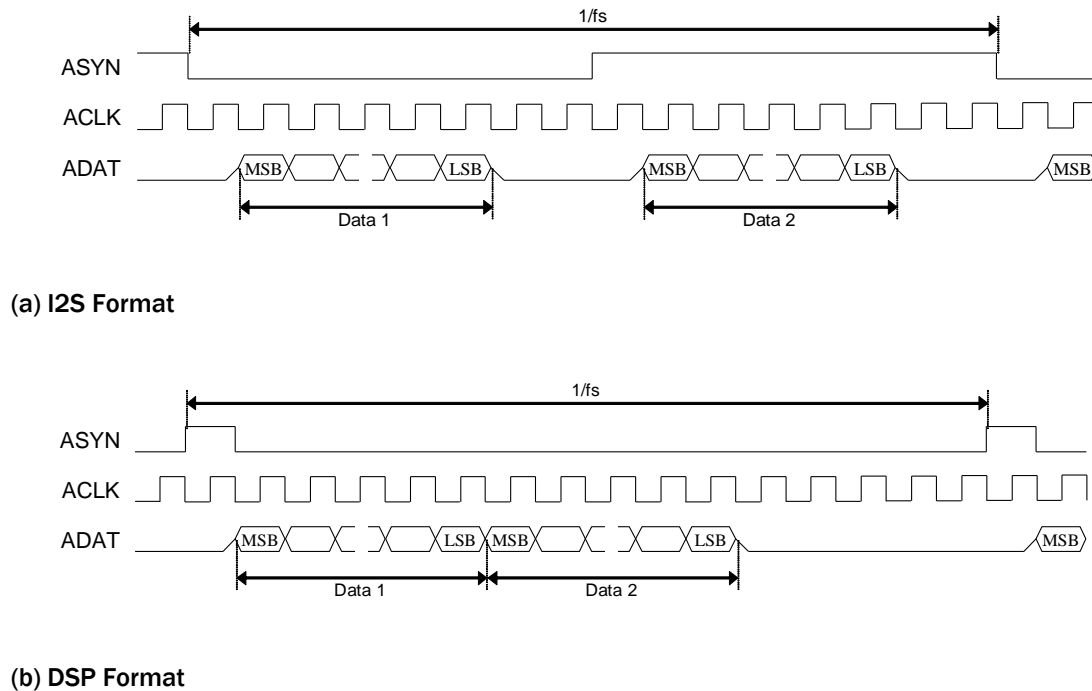 1/fs
ASYN
ACLK
ADAT MSB LSB MSB LSB MSB
Data 1 Data 2
(a) I2S Format
1/fs
ASYN
ACLK
ADAT MSB LSB MSB LSB MSB
Data 1 Data 2
(b) DSP Format